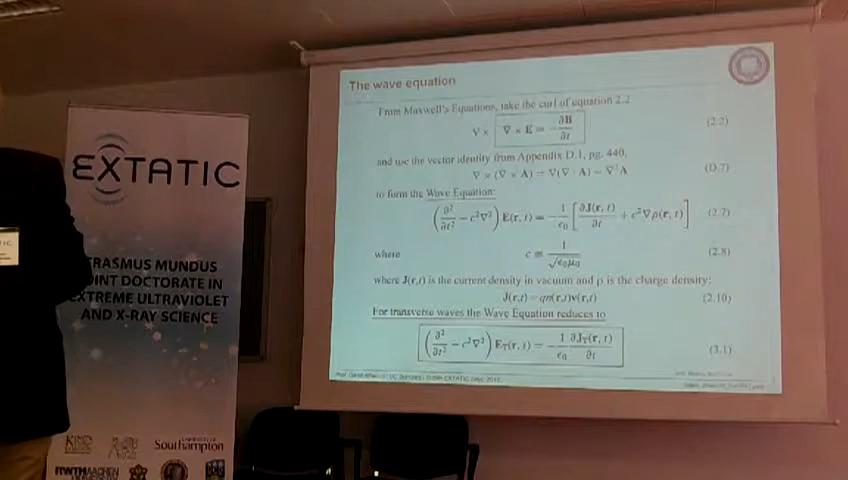 EXTATIC
ERASMUS MUNDUS
JOINT DOCTORATE IN
EXTREME ULTRAVIOLET
AND X-RAY SCIENCE
Southampton
RWTHAACHEN
The wave equation
From Maxwell's Equations, take the curl of equation 2.2
∇ × [∇ × E = − ∂B/∂t] (2.2)
and use the vector identity from Appendix D.1, pg. 440,
∇ × (∇ × A) = ∇(∇ · A) − ∇²A (D.7)
to form the Wave Equation:
(∂²/∂t² − c²∇²) E(r, t) = − 1/ϵ₀ [∂J(r, t)/∂t + c²∇ρ(r, t)] (2.7)
where c ≡ 1/√ϵ₀μ₀ (2.8)
where J(r,t) is the current density in vacuum and ρ is the charge density:
J(r,t) = qn(r,t)v(r,t) (2.10)
For transverse waves the Wave Equation reduces to
(∂²/∂t² − c²∇²) E_T(r, t) = − 1/ϵ₀ ∂J_T(r, t)/∂t (3.1)